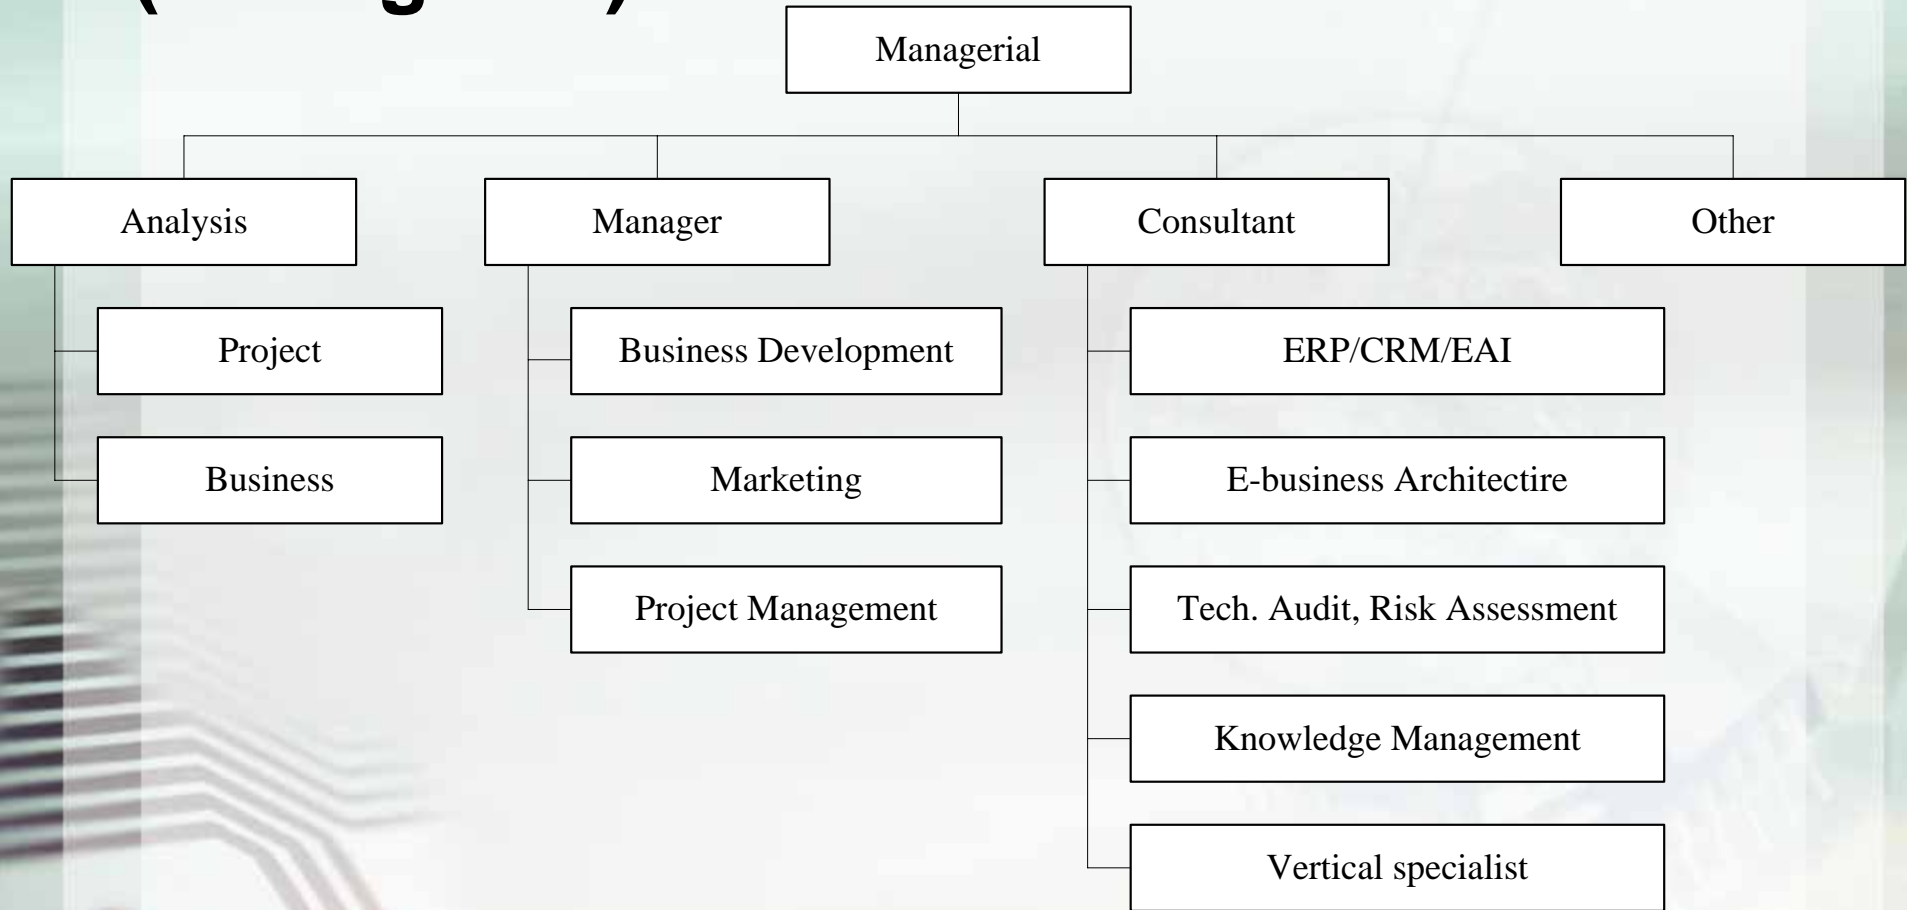 Managerial
Analysis
Manager
Consultant
Other
Project
Business Development
ERP/CRM/EAI
Business
Marketing
E-business Architectire
Project Management
Tech. Audit, Risk Assessment
Knowledge Management
Vertical specialist